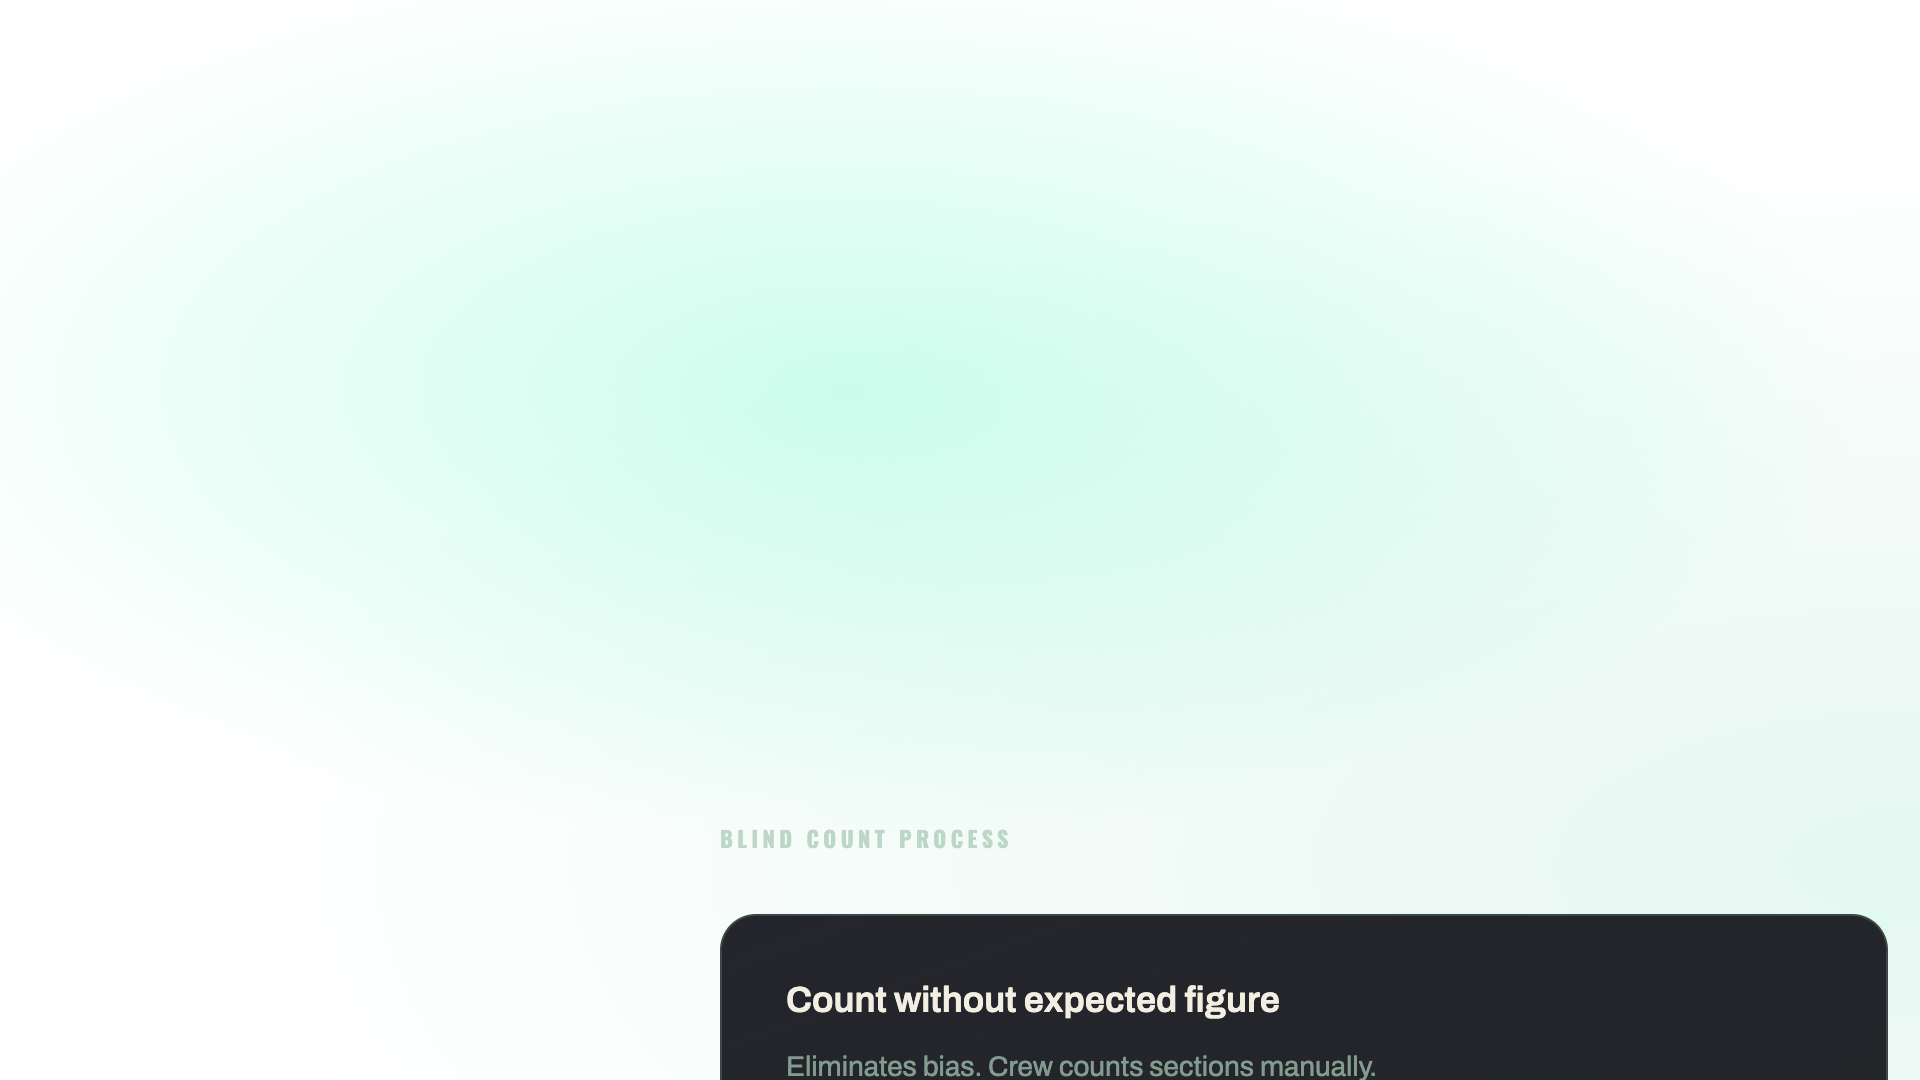 BLIND COUNT PROCESS
Count without expected figure
Eliminates bias. Crew counts sections manually.